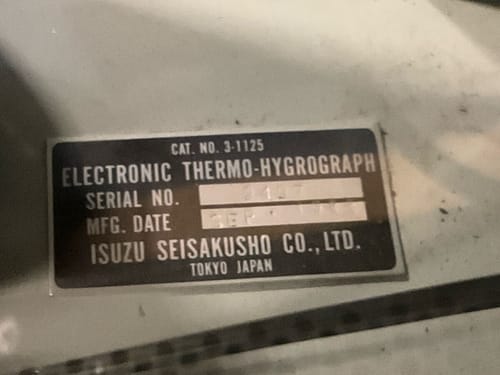 CAT. NO. 3-1125
ELECTRONIC THERMO-HYGROGRAPH
SERIAL NO.
MFG. DATE
ISUZU SEISAKUSHO CO., LTD.
TOKYO JAPAN